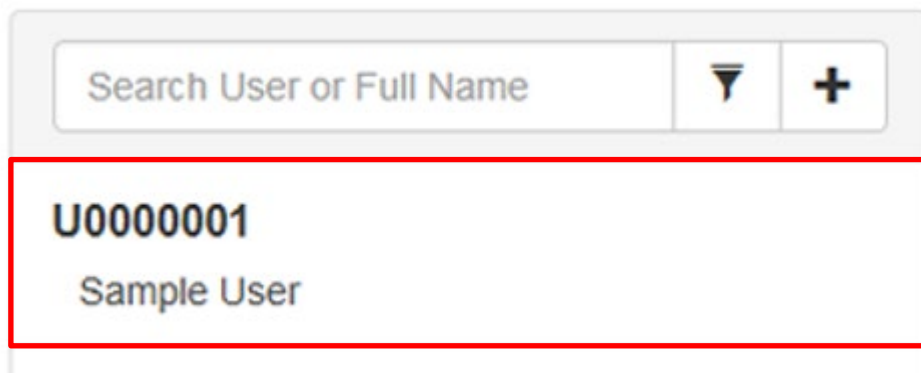 Search User or Full Name
U0000001
Sample User